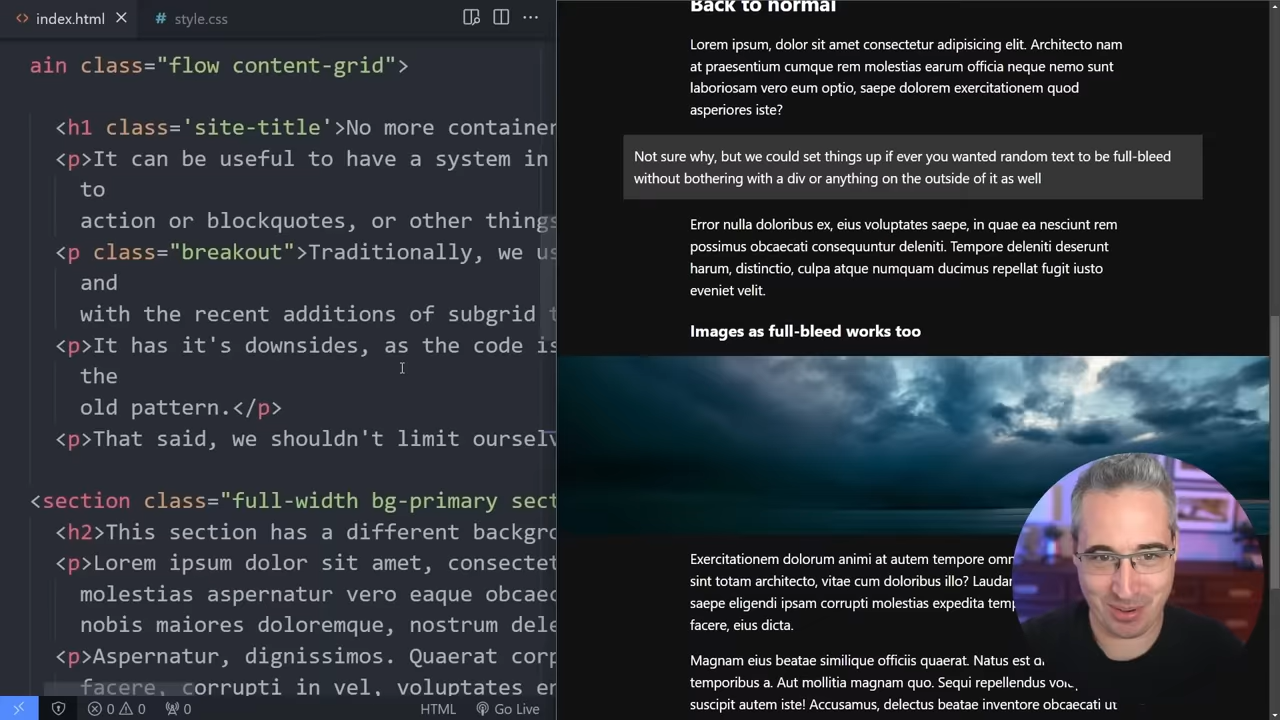 index.html
style.css
ain class="flow content-grid">
<h1 class='site-title'>No more container
<p>It can be useful to have a system in
to
action or blockquotes, or other things
<p class="breakout">Traditionally, we us
and
with the recent additions of subgrid t
<p>It has it's downsides, as the code is
the
old pattern.</p>
<p>That said, we shouldn't limit ourselv
<section class="full-width bg-primary sect
<h2>This section has a different backgro
<p>Lorem ipsum dolor sit amet, consectet
molestias aspernatur vero eaque obcaec
nobis maiores doloremque, nostrum dele
<p>Aspernatur, dignissimos. Quaerat corp
facere, corrupti in vel, voluptates er
0 0 0
HTML
Go Live
Back to normal
Lorem ipsum, dolor sit amet consectetur adipisicing elit. Architecto nam
at praesentium cumque rem molestias earum officia neque nemo sunt
laboriosam vero eum optio, saepe dolorem exercitationem quod
asperiores iste?
Not sure why, but we could set things up if ever you wanted random text to be full-bleed
without bothering with a div or anything on the outside of it as well
Error nulla doloribus ex, eius voluptates saepe, in quae ea nesciunt rem
possimus obcaecati consequuntur deleniti. Tempore deleniti deserunt
harum, distinctio, culpa atque numquam ducimus repellat fugit iusto
eveniet velit.
Images as full-bleed works too
Exercitationem dolorum animi at autem tempore omn
sint totam architecto, vitae cum doloribus illo? Laudar
saepe eligendi ipsam corrupti molestias expedita temp
facere, eius dicta.
Magnam eius beatae similique officiis quaerat. Natus est
temporibus a. Aut mollitia magnam quo. Sequi repellendus
suscipit autem iste! Accusamus, delectus beatae inventore obcaecati ut